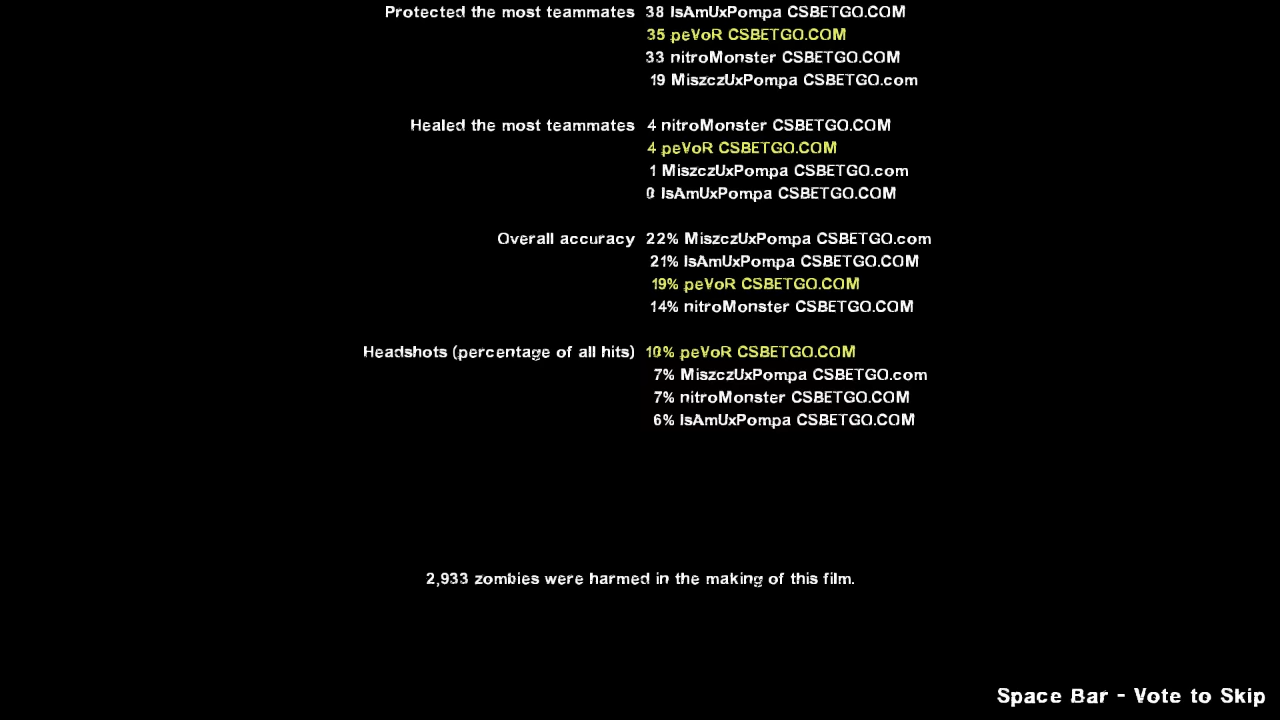 Protected the most teammates 38 IsAmUxPompa CSBETGO.COM
35 peVoR CSBETGO.COM
33 nitroMonster CSBETGO.COM
19 MiszczUxPompa CSBETGO.com
Healed the most teammates 4 nitroMonster CSBETGO.COM
4 peVoR CSBETGO.COM
1 MiszczUxPompa CSBETGO.com
0 IsAmUxPompa CSBETGO.COM
Overall accuracy 22% MiszczUxPompa CSBETGO.com
21% IsAmUxPompa CSBETGO.COM
19% peVoR CSBETGO.COM
14% nitroMonster CSBETGO.COM
Headshots (percentage of all hits) 10% peVoR CSBETGO.COM
7% MiszczUxPompa CSBETGO.com
7% nitroMonster CSBETGO.COM
6% IsAmUxPompa CSBETGO.COM
2,933 zombies were harmed in the making of this film.
Space Bar - Vote to Skip